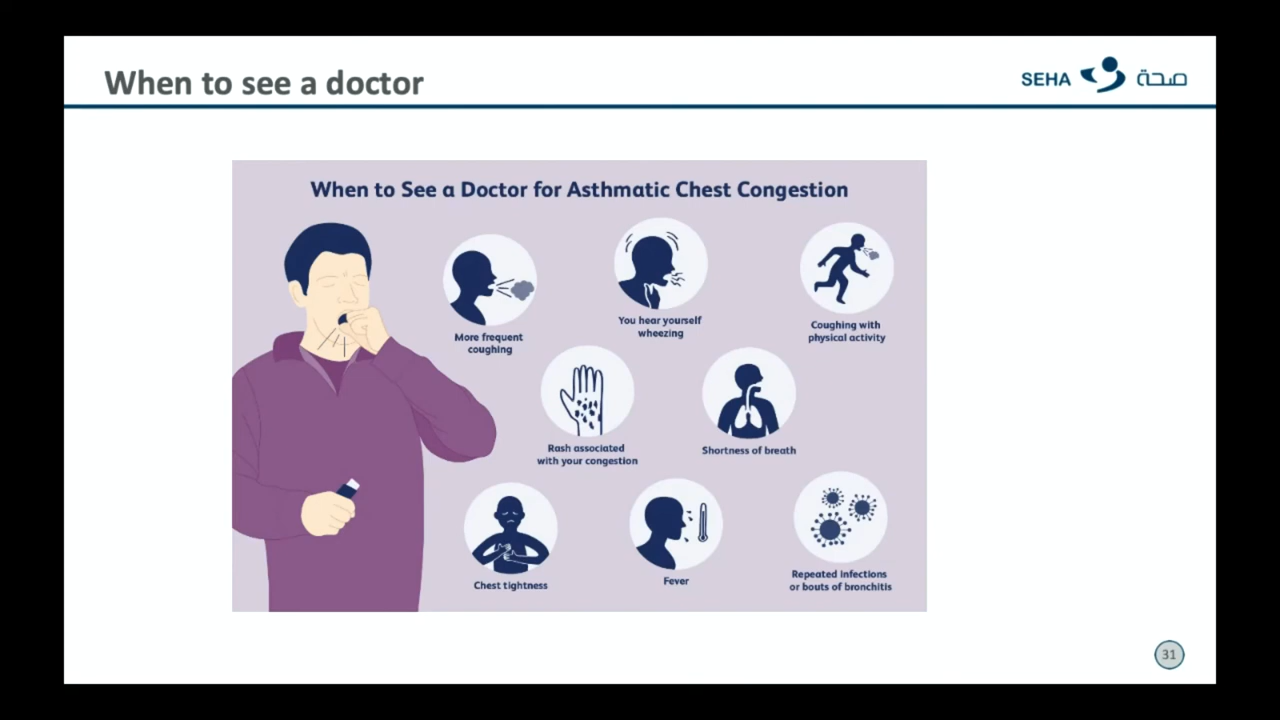 When to see a doctor
SEHA صحة
When to See a Doctor for Asthmatic Chest Congestion
More frequent
coughing
You hear yourself
wheezing
Coughing with
physical activity
Rash associated
with your congestion
Shortness of breath
Chest tightness
Fever
Repeated infections
or bouts of bronchitis
31